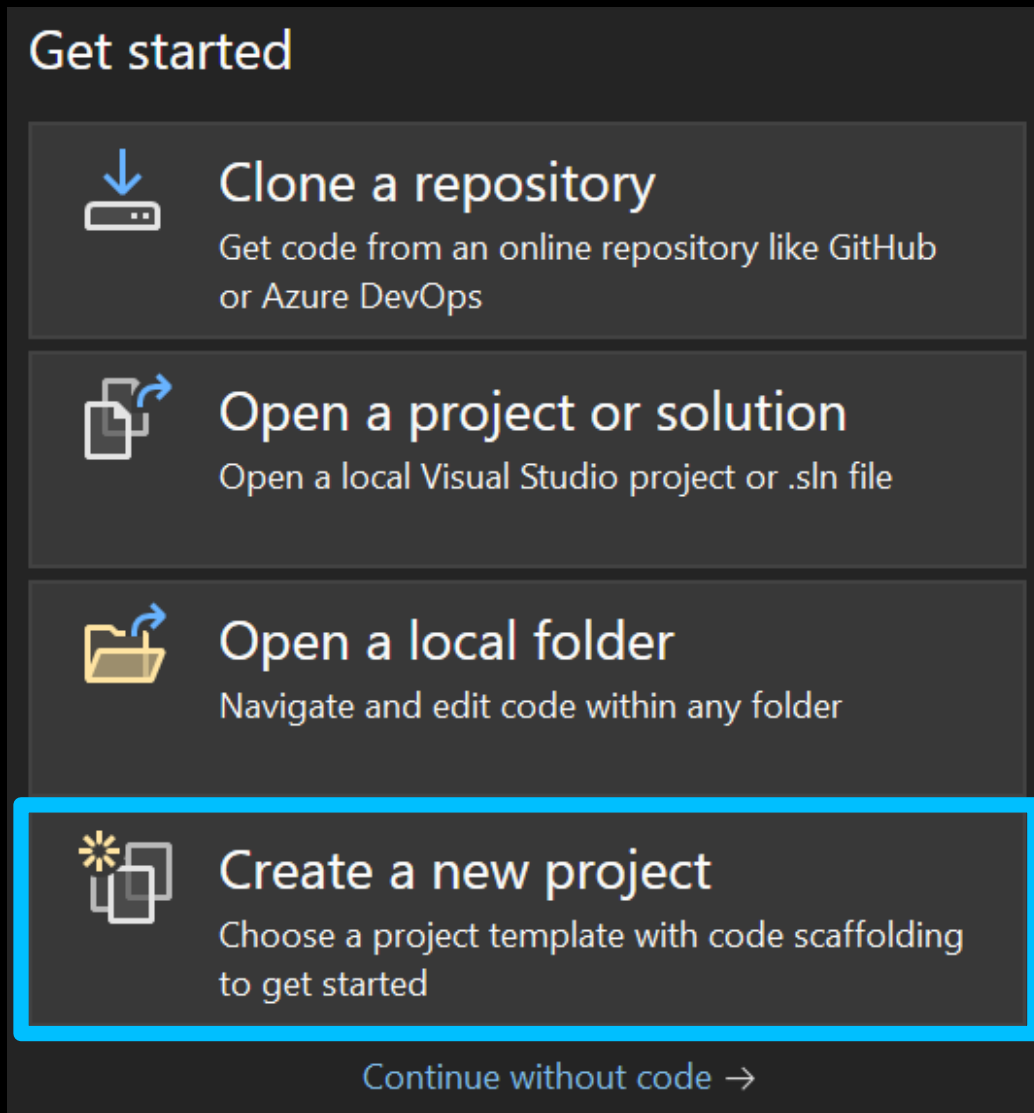 Get started
Clone a repository
Get code from an online repository like GitHub
or Azure DevOps
Open a project or solution
Open a local Visual Studio project or .sln file
Open a local folder
Navigate and edit code within any folder
Create a new project
Choose a project template with code scaffolding
to get started
Continue without code →